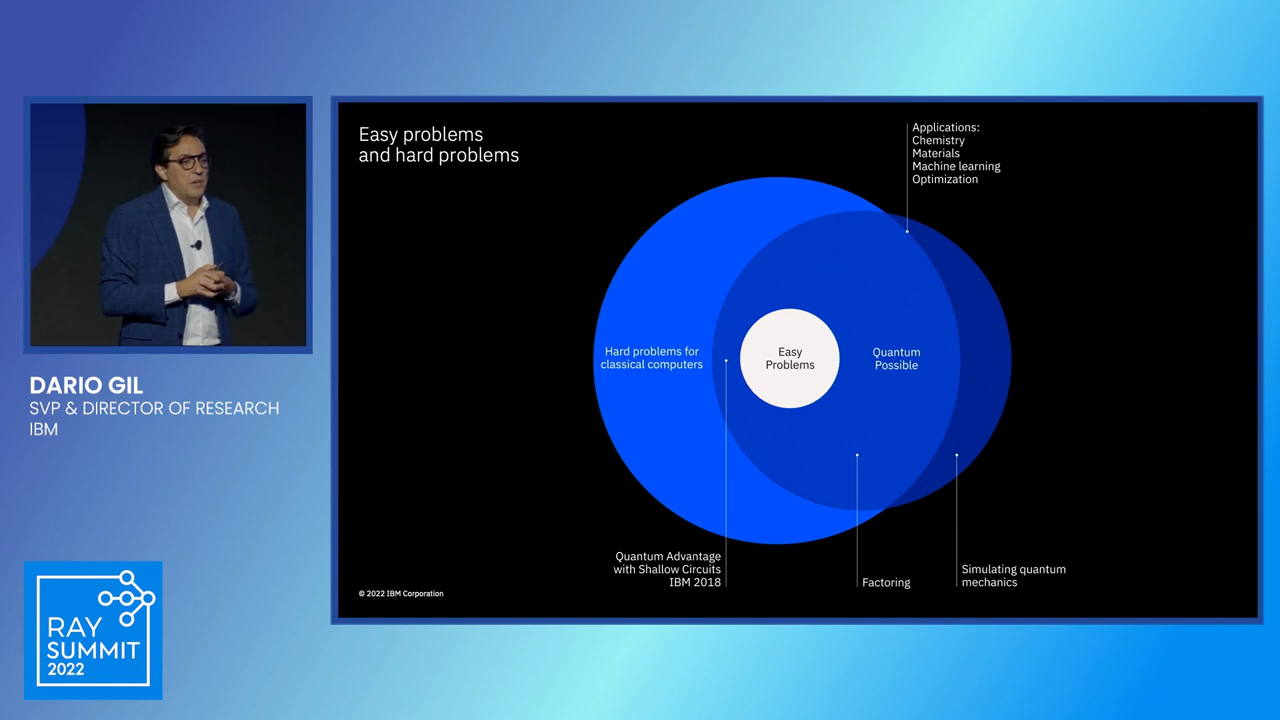 DARIO GIL
SVP & DIRECTOR OF RESEARCH
IBM
RAY
SUMMIT
2022
Easy problems
and hard problems
Applications:
Chemistry
Materials
Machine learning
Optimization
Hard problems for
classical computers
Easy
Problems
Quantum
Possible
Quantum Advantage
with Shallow Circuits
IBM 2018
Factoring
Simulating quantum
mechanics
© 2022 IBM Corporation